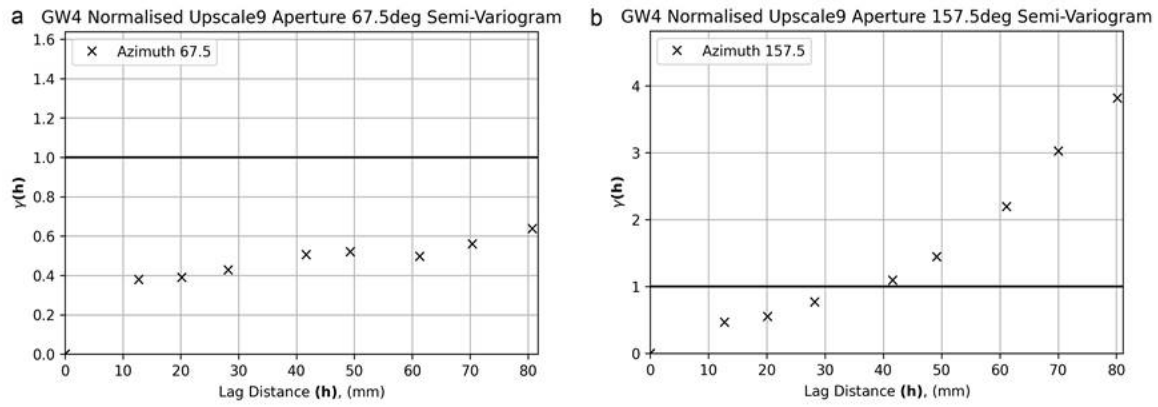 a GW4 Normalised Upscale9 Aperture 67.5deg Semi-Variogram
1.6
1.4
1.2
1.0
0.8
0.6
0.4
0.2
0.0
γ(h)
Azimuth 67.5
0 10 20 30 40 50 60 70 80
Lag Distance (h), (mm)
b GW4 Normalised Upscale9 Aperture 157.5deg Semi-Variogram
4
3
2
1
0
γ(h)
Azimuth 157.5
0 10 20 30 40 50 60 70 80
Lag Distance (h), (mm)